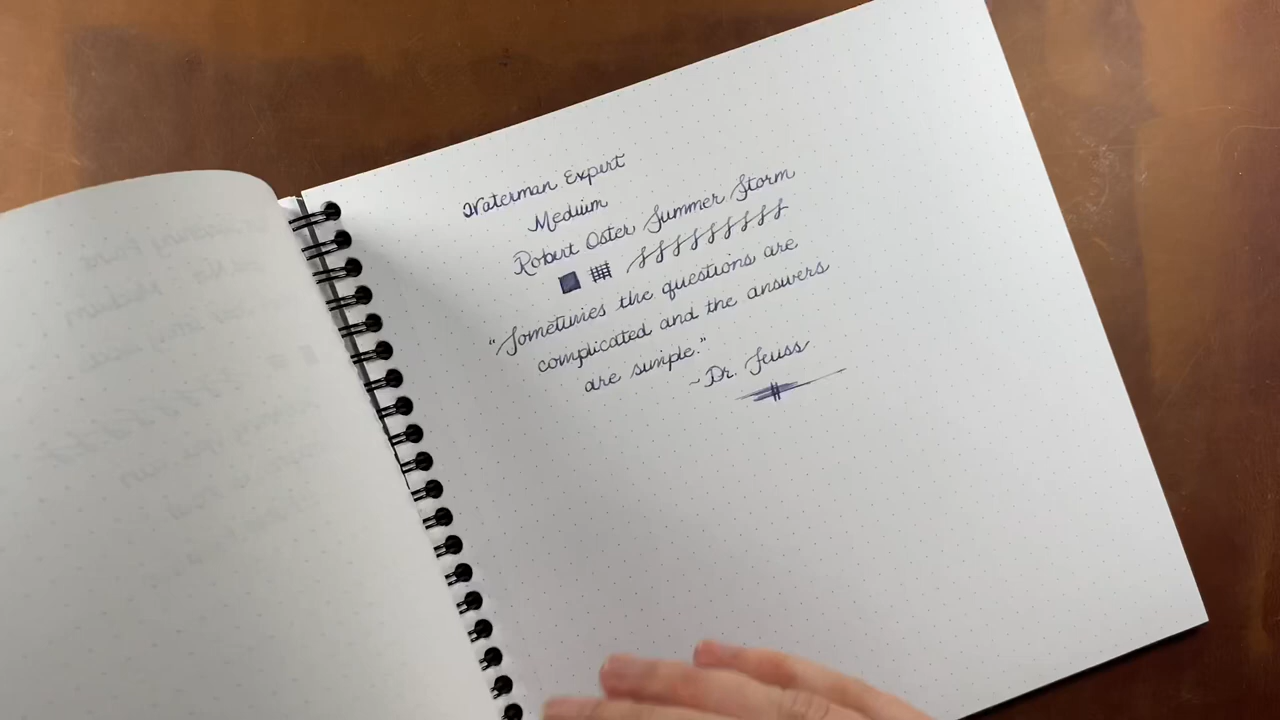 Waterman Expert
Medium
Robert Oster Summer Storm
"Sometimes the questions are
complicated and the answers
are simple."
~Dr. Seuss